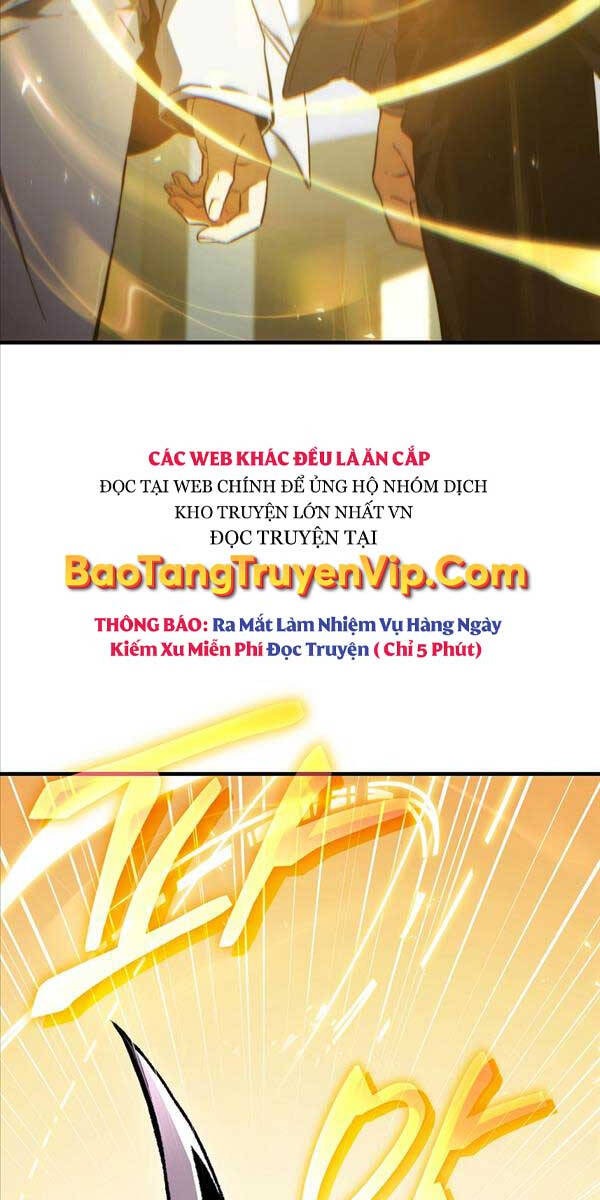 CÁC WEB KHÁC ĐỀU LÀ ĂN CẮP
ĐỌC TẠI WEB CHÍNH ĐỂ ỦNG HỘ NHÓM DỊCH
KHO TRUYỆN LỚN NHẤT VN
ĐỌC TRUYỆN TẠI
BaoTangTruyenVip.Com
THÔNG BÁO: Ra Mắt Làm Nhiệm Vụ Hàng Ngày
Kiếm Xu Miễn Phí Đọc Truyện ( Chỉ 5 Phút)